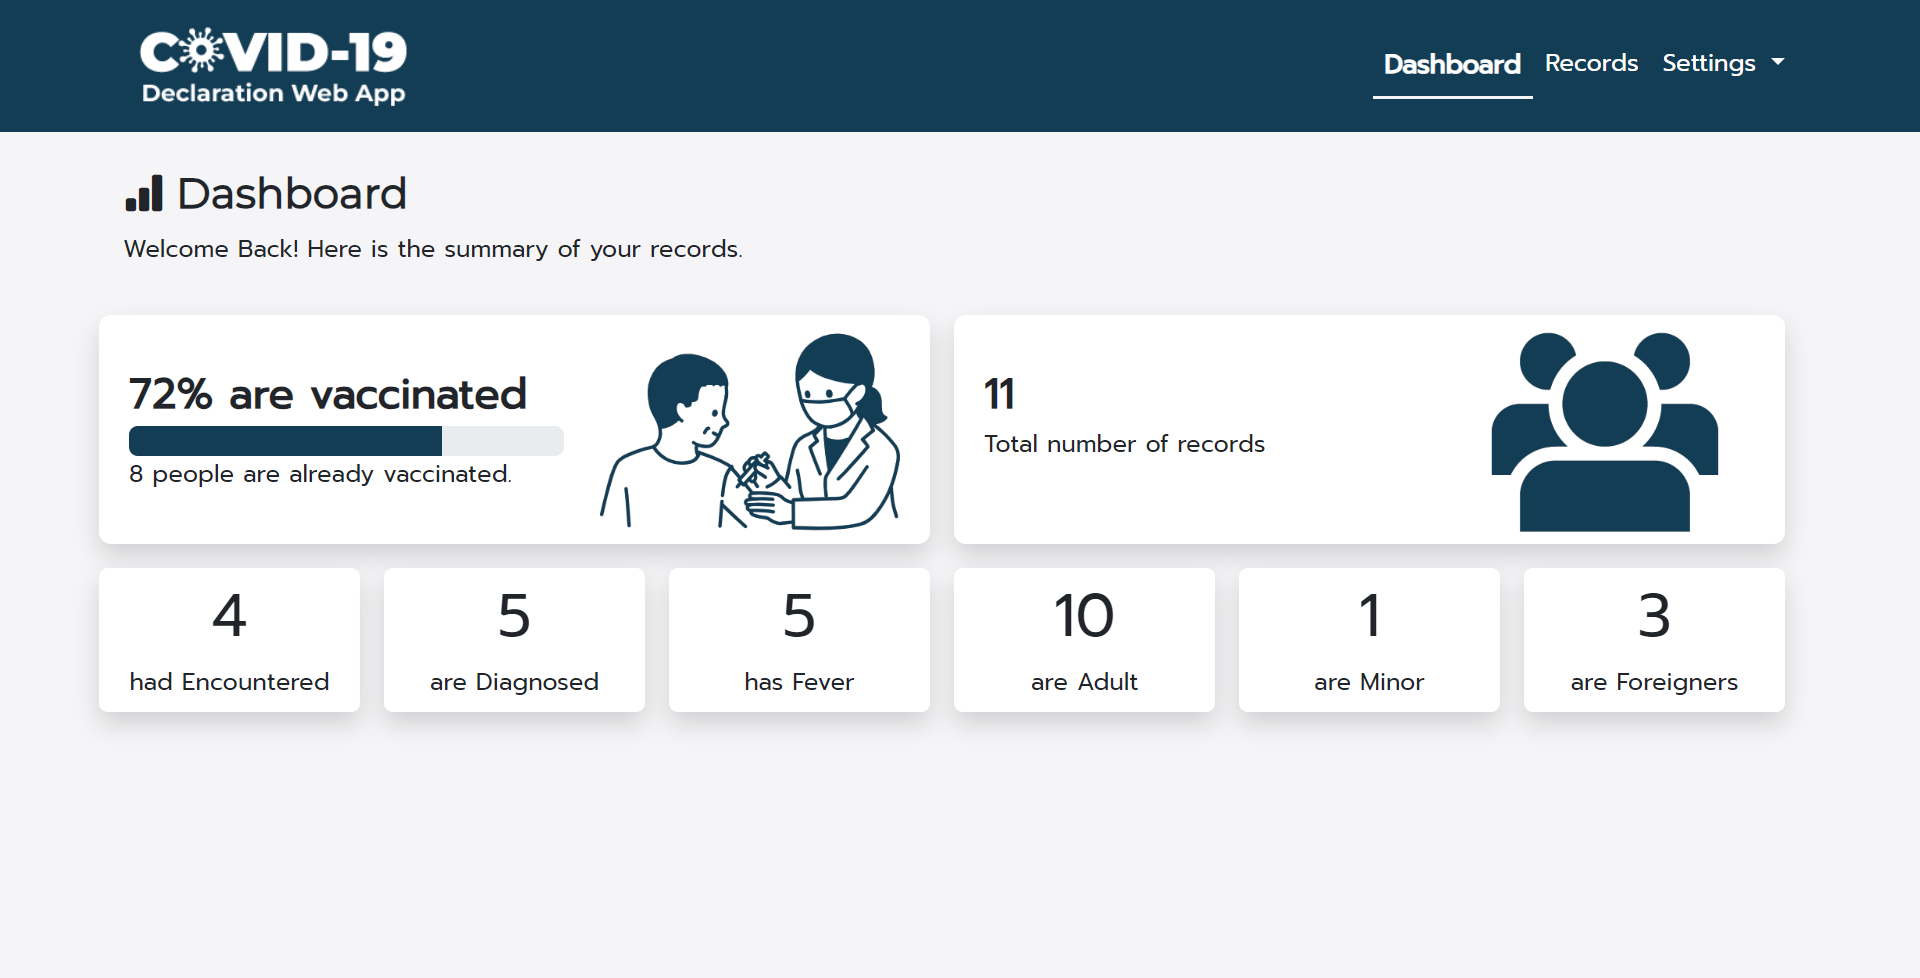 COVID-19
Declaration Web App
Dashboard Records Settings
Dashboard
Welcome Back! Here is the summary of your records.
72% are vaccinated
8 people are already vaccinated.
11
Total number of records
4
had Encountered
5
are Diagnosed
5
has Fever
10
are Adult
1
are Minor
3
are Foreigners